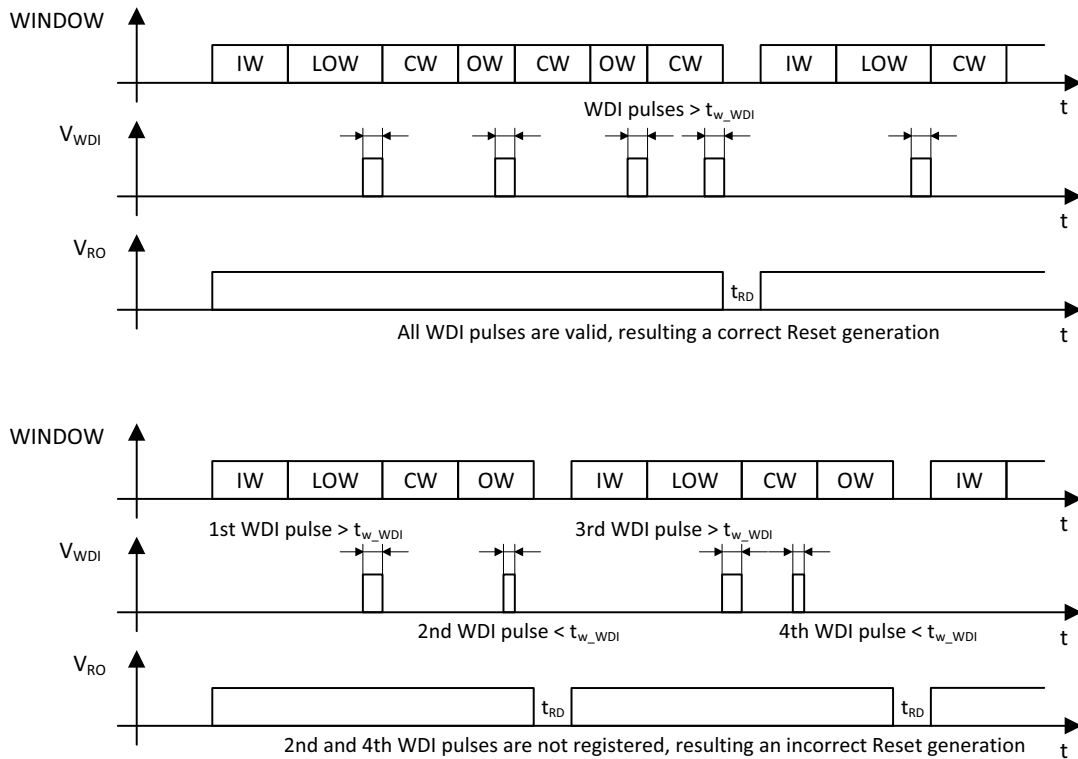 WINDOW
IW LOW CW OW CW OW CW IW LOW CW
t
WDI pulses > t_w_WDI
V_WDI
t
V_RO
t_RD
t
All WDI pulses are valid, resulting a correct Reset generation
WINDOW
IW LOW CW OW IW LOW CW OW IW
t
1st WDI pulse > t_w_WDI 3rd WDI pulse > t_w_WDI
V_WDI
t
2nd WDI pulse < t_w_WDI 4th WDI pulse < t_w_WDI
V_RO
t_RD t_RD
t
2nd and 4th WDI pulses are not registered, resulting an incorrect Reset generation